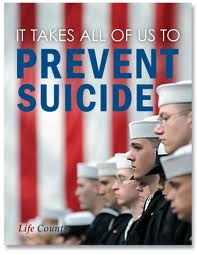 IT TAKES ALL OF US TO
PREVENT
SUICIDE
Life Counts